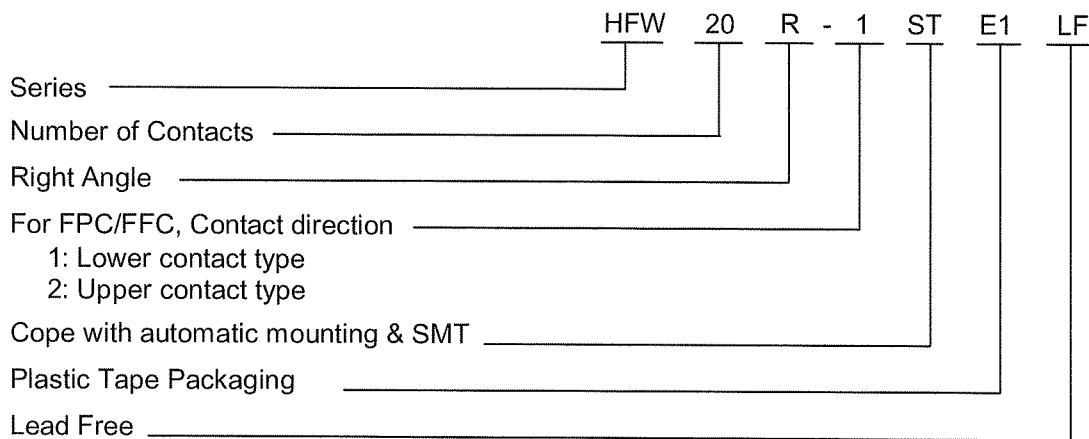 HFW 20 R - 1 ST E1 LF
Series
Number of Contacts
Right Angle
For FPC/FFC, Contact direction
1: Lower contact type
2: Upper contact type
Cope with automatic mounting & SMT
Plastic Tape Packaging
Lead Free